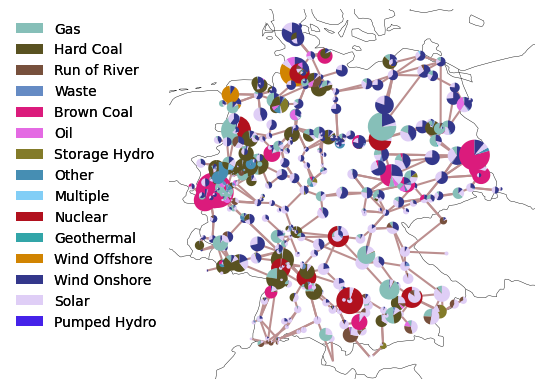 Gas
Hard Coal
Run of River
Waste
Brown Coal
Oil
Storage Hydro
Other
Multiple
Nuclear
Geothermal
Wind Offshore
Wind Onshore
Solar
Pumped Hydro